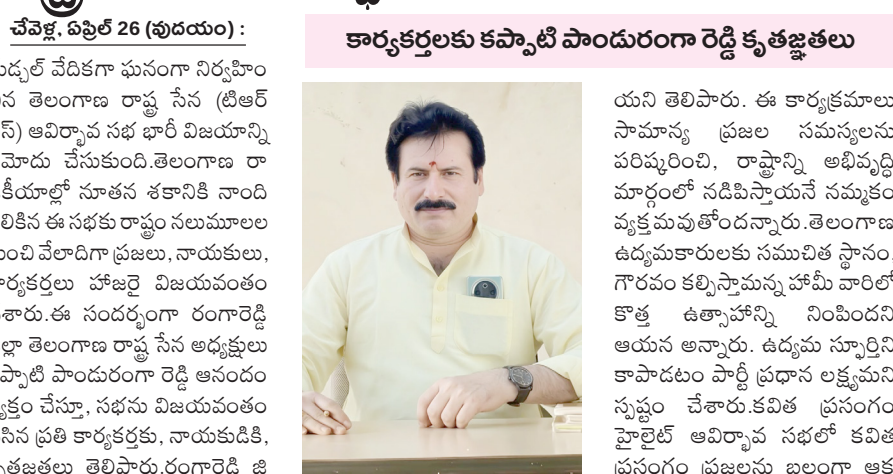 కార్యకర్తలకు కప్పాటి పాండురంగా రెడ్డి కృతజ్ఞతలు
చేవెళ్ల, ఏప్రిల్ 26 (వుదయం) :
వేదికగా ఘనంగా నిర్వహిం
తెలంగాణ రాష్ట్ర సేన (టిఆర్
ఆవిర్భావ సభ భారీ విజయాన్ని
చేసుకుంది.తెలంగాణ రా
నూతన శకానికి నాంది
ఈ సభకు రాష్ట్రం నలుమూలల
వేలాదిగా ప్రజలు, నాయకులు,
హాజరై విజయవంతం
సందర్భంగా రంగారెడ్డి
తెలంగాణ రాష్ట్ర సేన అధ్యక్షులు
పాండురంగా రెడ్డి ఆనందం
చేస్తూ, సభను విజయవంతం
ప్రతి కార్యకర్తకు, నాయకుడికి,
తెలిపారు.రంగారెడ్డి జి
యని తెలిపారు. ఈ కార్యక్రమాలు
సామాన్య ప్రజల సమస్యలను
పరిష్కరించి, రాష్ట్రాన్ని అభివృద్ధి
మార్గంలో నడిపిస్తాయనే నమ్మకం
వ్యక్తమవుతోందన్నారు.తెలంగాణ
ఉద్యమకారులకు సముచిత స్థానం,
గౌరవం కల్పిస్తామన్న హామీ వారిలో
కొత్త ఉత్సాహాన్ని నింపిందని
ఆయన అన్నారు. ఉద్యమ స్ఫూర్తిని
కాపాడటం పార్టీ ప్రధాన లక్ష్యమని
స్పష్టం చేశారు.కవిత ప్రసంగం
హైలైట్ ఆవిర్భావ సభలో కవిత
ప్రసంగం ప్రజలను బలంగా